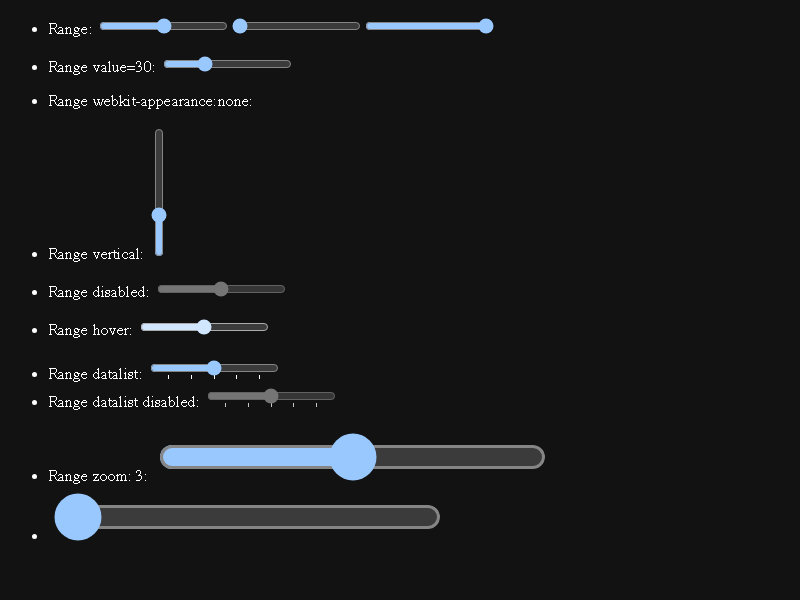 Range:
Range value=30:
Range webkit-appearance:none:
Range vertical:
Range disabled:
Range hover:
Range datalist:
Range datalist disabled:
Range zoom: 3: